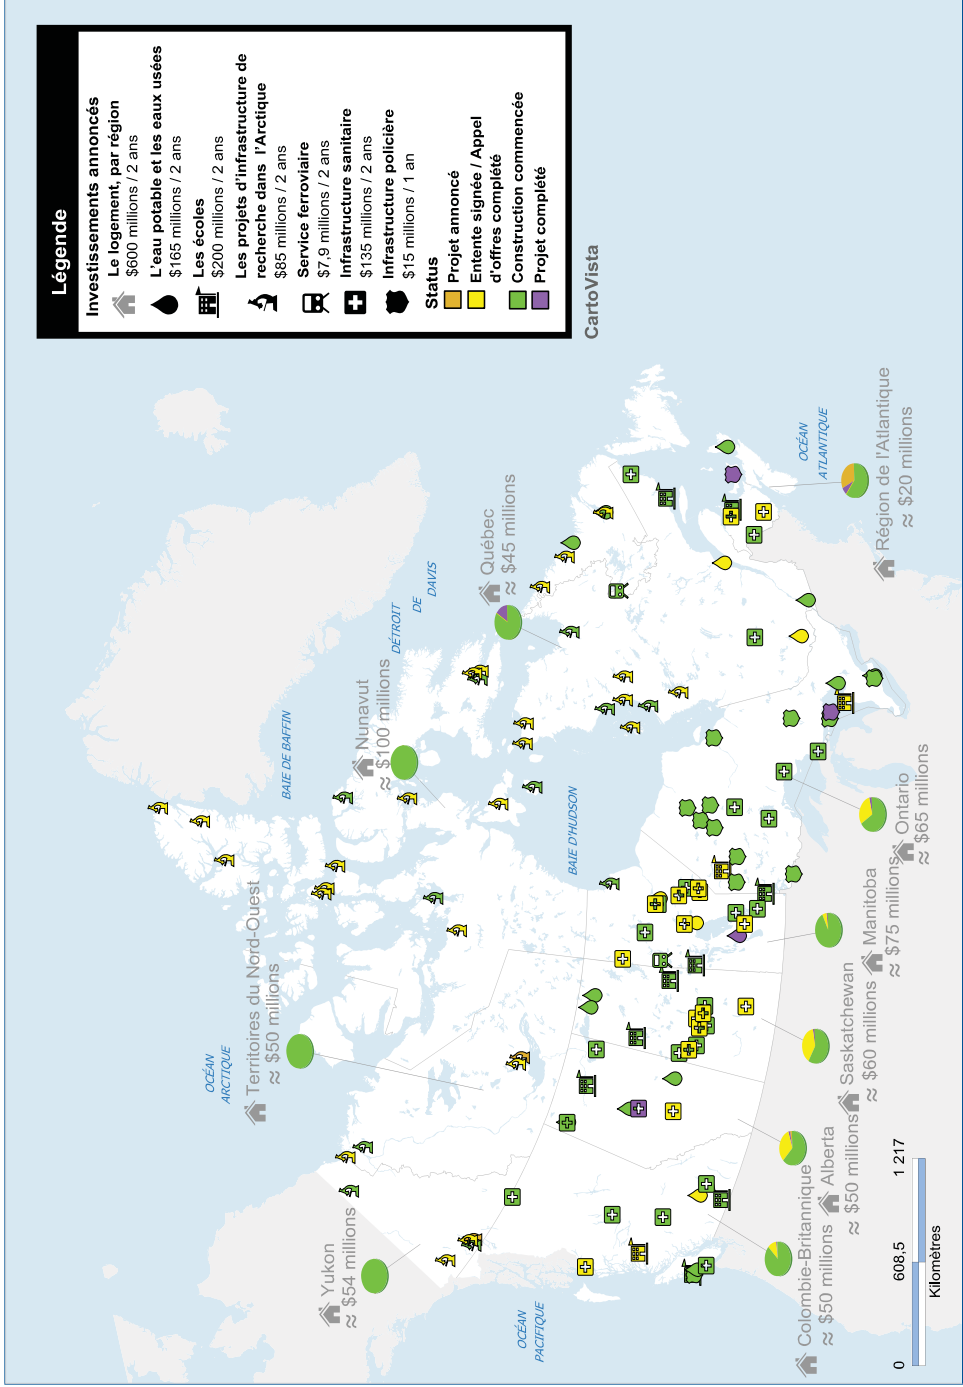 Légende
Investissements annoncés
Le logement, par région
$600 millions / 2 ans
L'eau potable et les eaux usées
$165 millions / 2 ans
Les écoles
$200 millions / 2 ans
Les projets d'infrastructure de
recherche dans l'Arctique
$85 millions / 2 ans
Service ferroviaire
$7,9 millions / 2 ans
Infrastructure sanitaire
$135 millions / 2 ans
Infrastructure policière
$15 millions / 1 an
Status
Projet annoncé
Entente signée / Appel
d'offres complété
Construction commencée
Projet complété
CartoVista
OCÉAN
ARCTIQUE
Territoires du Nord-Ouest
≈ $50 millions
BAIE DE BAFFIN
Nunavut
≈ $100 millions
DÉTROIT
DE
DAVIS
Québec
≈ $45 millions
Yukon
≈ $54 millions
OCÉAN
PACIFIQUE
BAIE D'HUDSON
OCÉAN
ATLANTIQUE
Région de l'Atlantique
≈ $20 millions
Colombie-Britannique
≈ $50 millions
Alberta
≈ $50 millions
Saskatchewan
≈ $60 millions
Manitoba
≈ $75 millions
Ontario
≈ $65 millions
0 608,5 1 217
Kilomètres